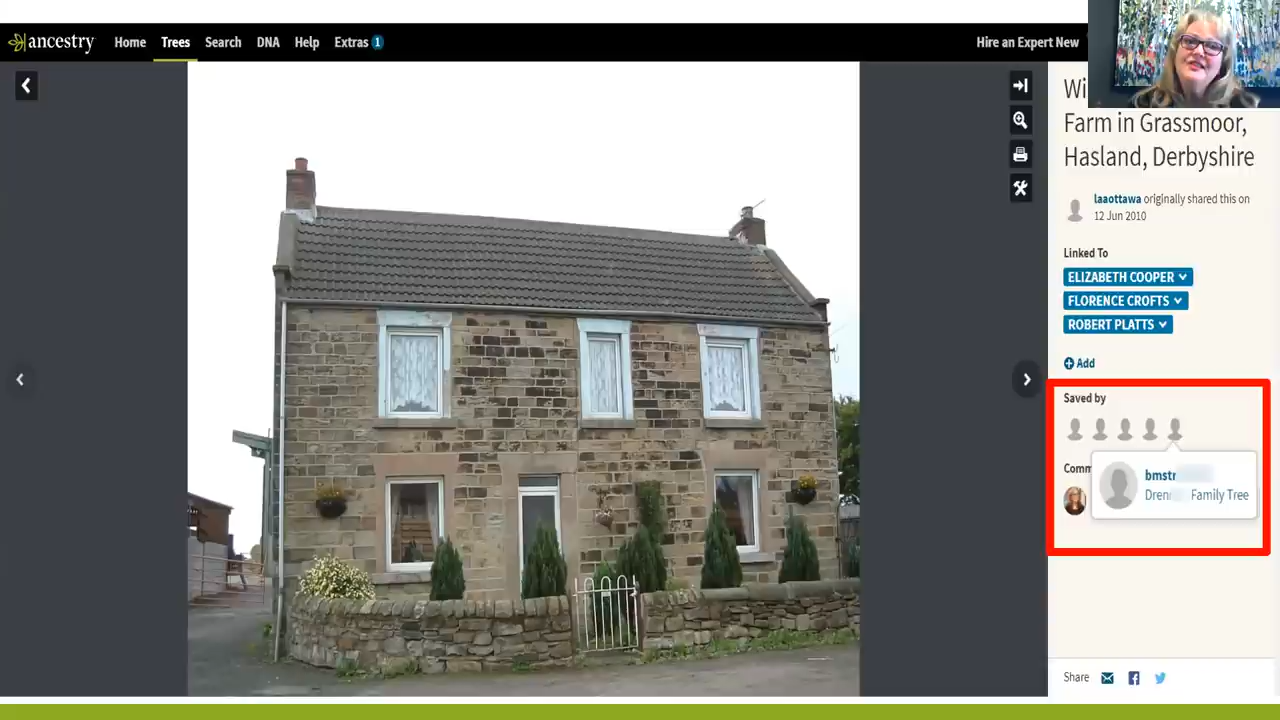 ancestry Home Trees Search DNA Help Extras 1 Hire an Expert New
Farm in Grassmoor,
Hasland, Derbyshire
laaottawa originally shared this on
12 Jun 2010
Linked To
ELIZABETH COOPER
FLORENCE CROFTS
ROBERT PLATTS
Add
Saved by
bmstr
Family Tree
Share